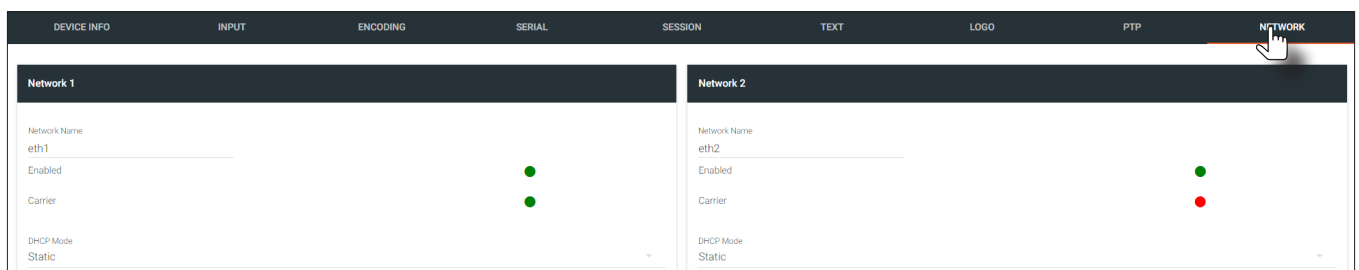 DEVICE INFO INPUT ENCODING SERIAL SESSION TEXT LOGO PTP NETWORK
Network 1
Network Name
eth1
Enabled
Carrier
DHCP Mode
Static
Network 2
Network Name
eth2
Enabled
Carrier
DHCP Mode
Static